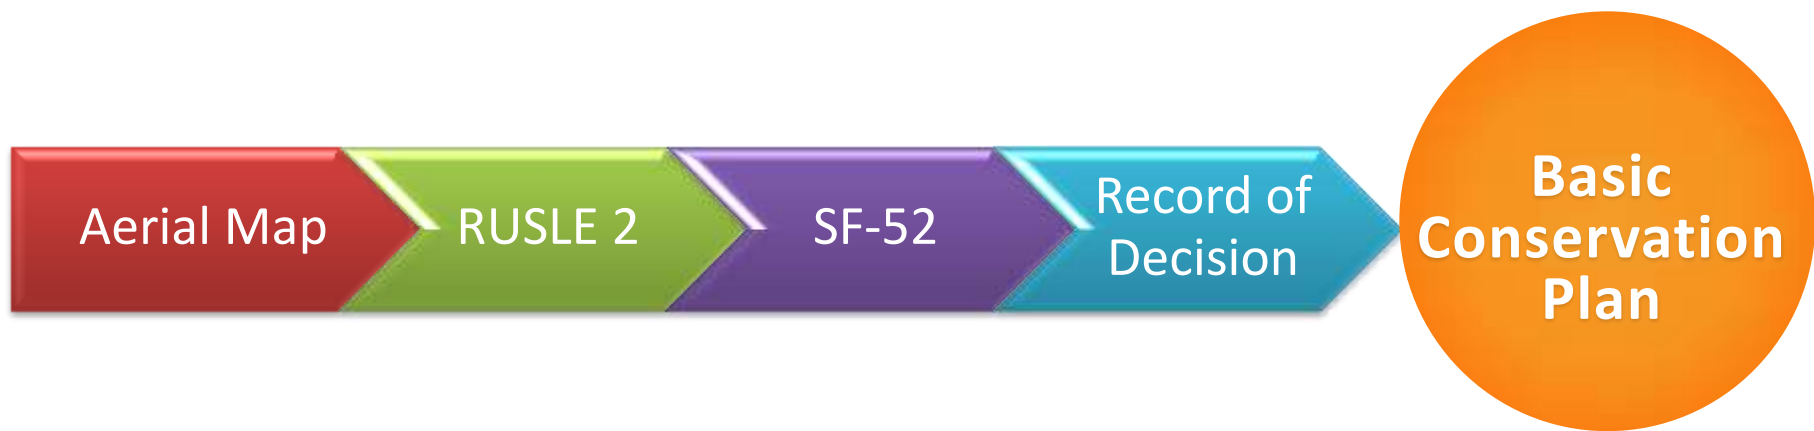 Aerial Map
RUSLE 2
SF-52
Record of
Decision
Basic
Conservation
Plan